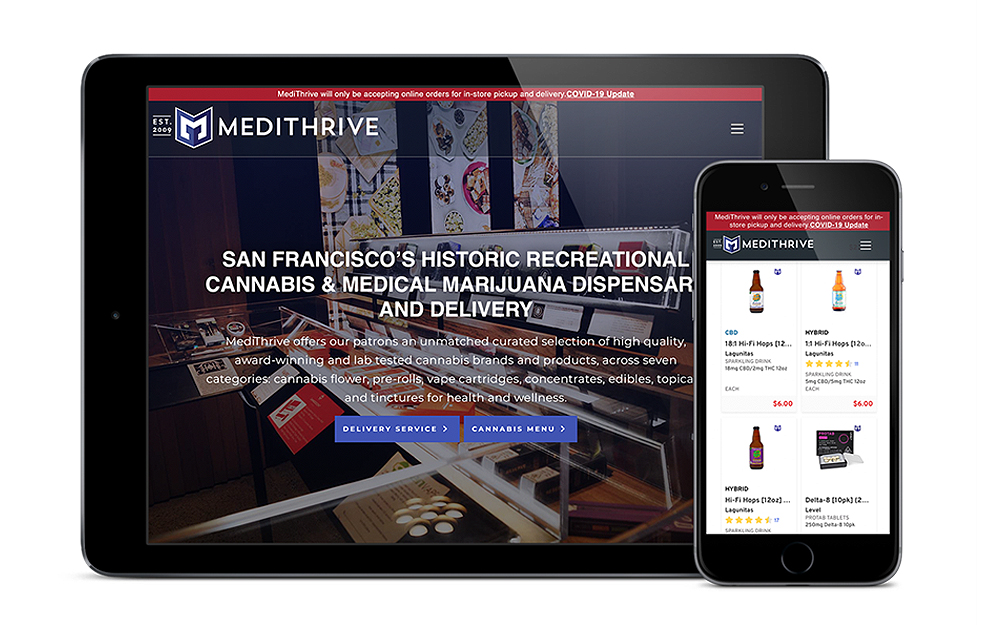 MediThrive will only be accepting online orders for in-store pickup and delivery.COVID-19 Update
EST.
2009
MEDITHRIVE
SAN FRANCISCO'S HISTORIC RECREATIONAL
CANNABIS & MEDICAL MARIJUANA DISPENSAR
AND DELIVERY
MediThrive offers our patrons an unmatched curated selection of high quality,
award-winning and lab tested cannabis brands and products, across seven
categories: cannabis flower, pre-rolls, vape cartridges, concentrates, edibles, topica
and tinctures for health and wellness.
DELIVERY SERVICE
CANNABIS MENU
MediThrive will only be accepting online orders for in-
store pickup and delivery.COVID-19 Update
MEDITHRIVE
CBD
18:1 Hi-Fi Hops [12...
Lagunitas
SPARKLING DRINK
18mg CBD/2mg THC 12oz
EACH
$6.00
HYBRID
1:1 Hi-Fi Hops [12o...
Lagunitas
11
SPARKLING DRINK
5mg CBD/5mg THC 12oz
EACH
$6.00
HYBRID
Hi-Fi Hops [12oz] ...
Lagunitas
17
SPARKLING DRINK
PROTAB
Delta-8 [10pk] (2...
Level
PROTAB TABLETS
250mg Delta-8 10pk